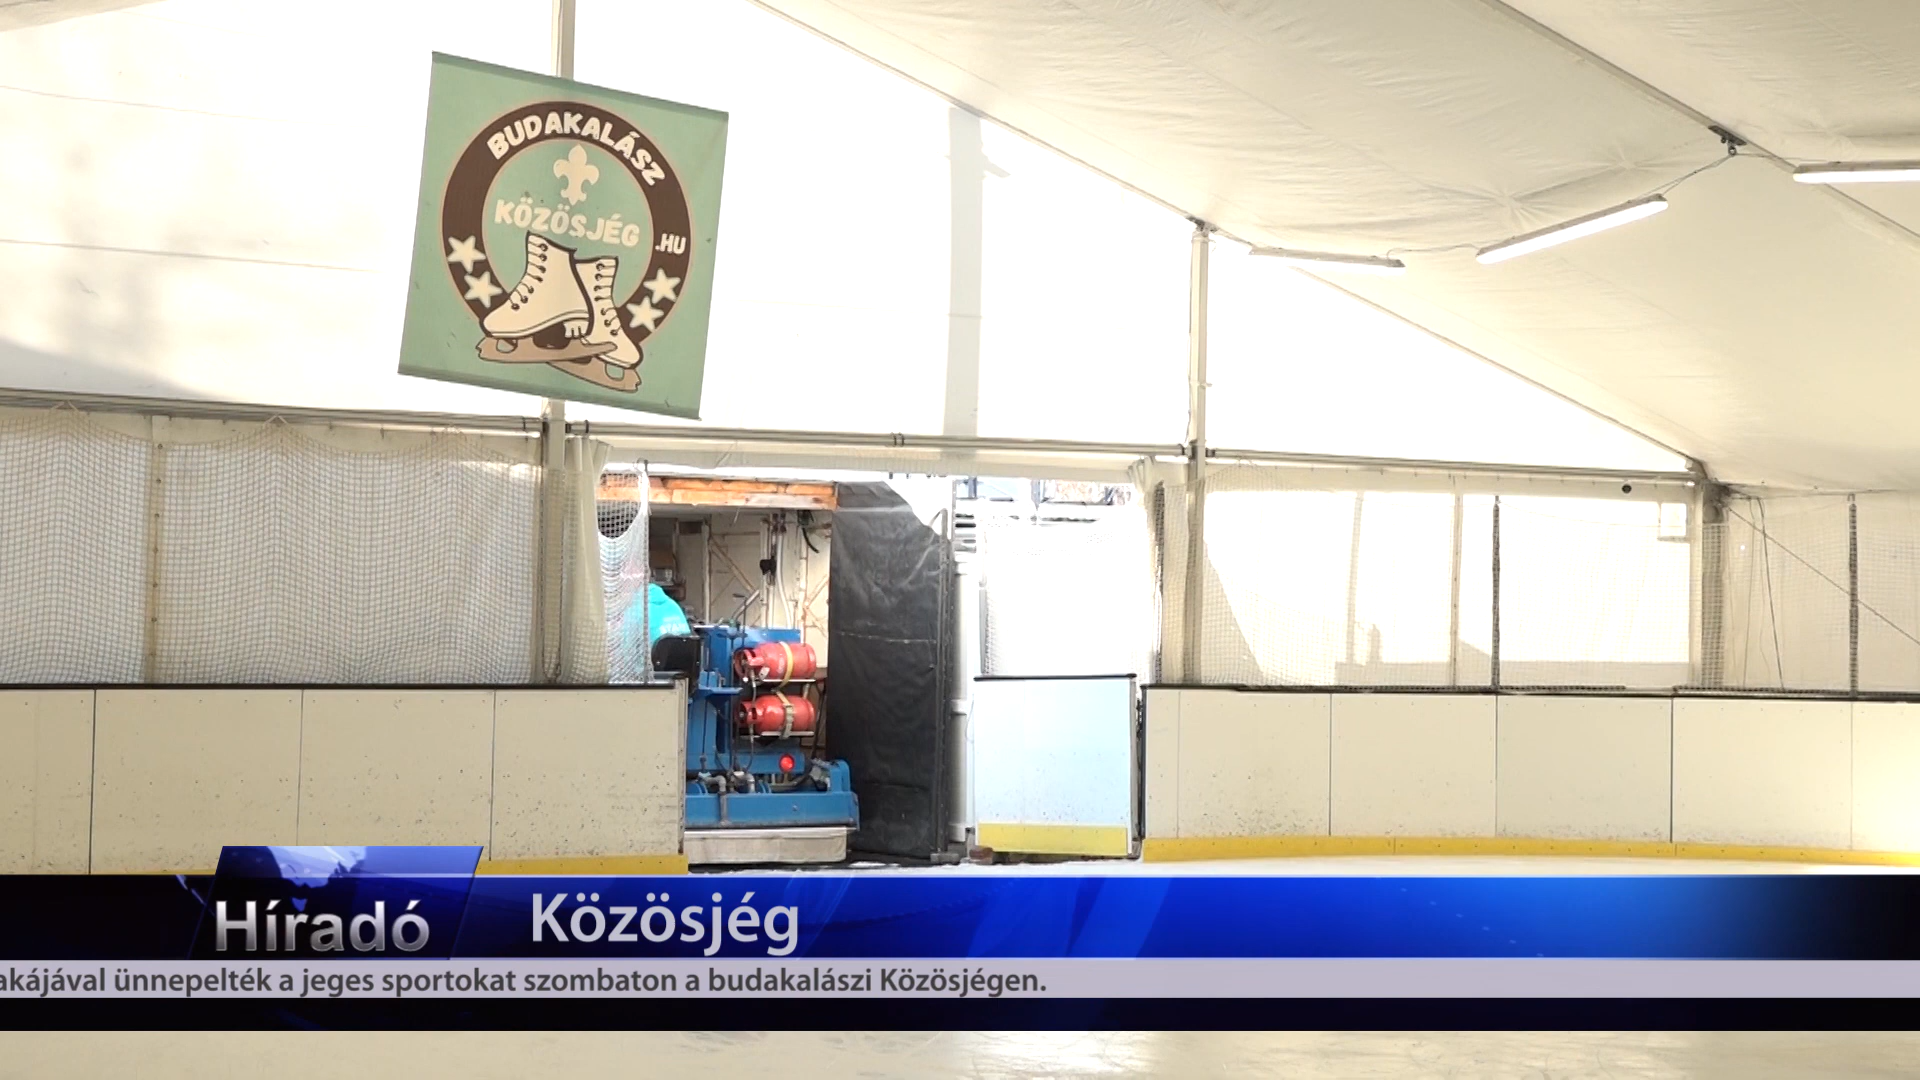 BUDAKALÁSZ
KÖZÖSJÉG
.HU
Híradó
Közösjég
akájával ünnepelték a jeges sportokat szombaton a budakalászi Közösjégen.